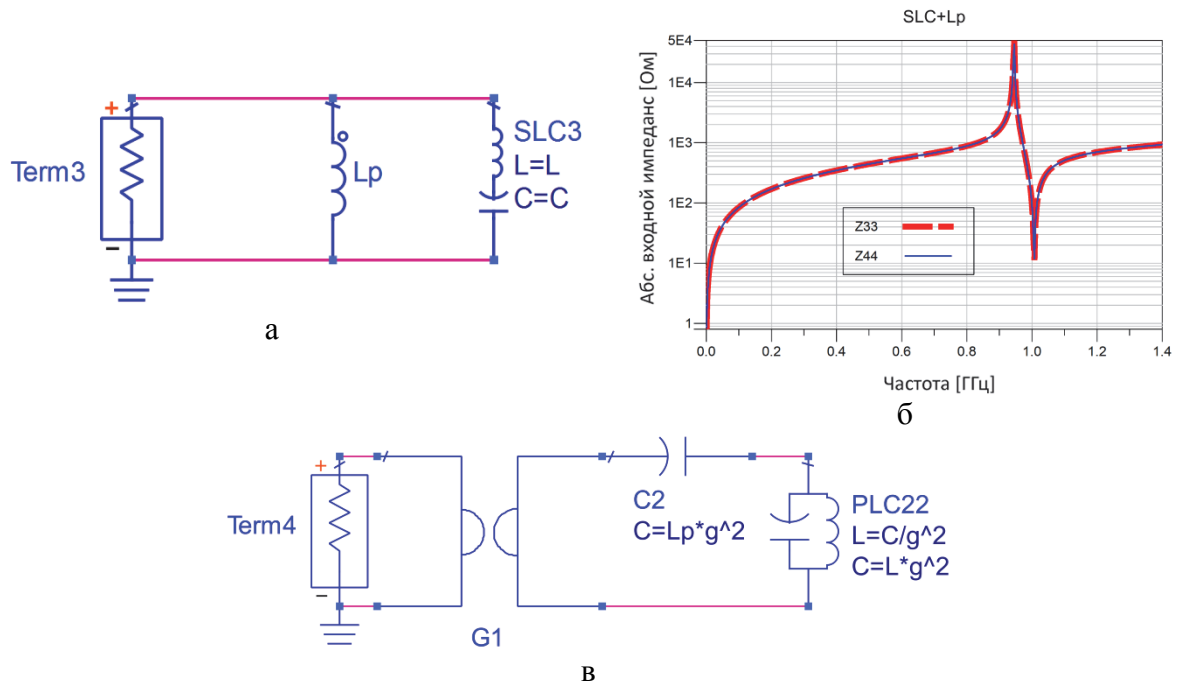 +
Term3
−
Lp
SLC3
L=L
C=C
а
SLC+Lp
Абс. входной импеданс [Ом]
5E4
1E4
1E3
1E2
1E1
1
Z33
Z44
0.0 0.2 0.4 0.6 0.8 1.0 1.2 1.4
Частота [ГГц]
б
+
Term4
−
G1
C2
C=Lp*g^2
PLC22
L=C/g^2
C=L*g^2
в